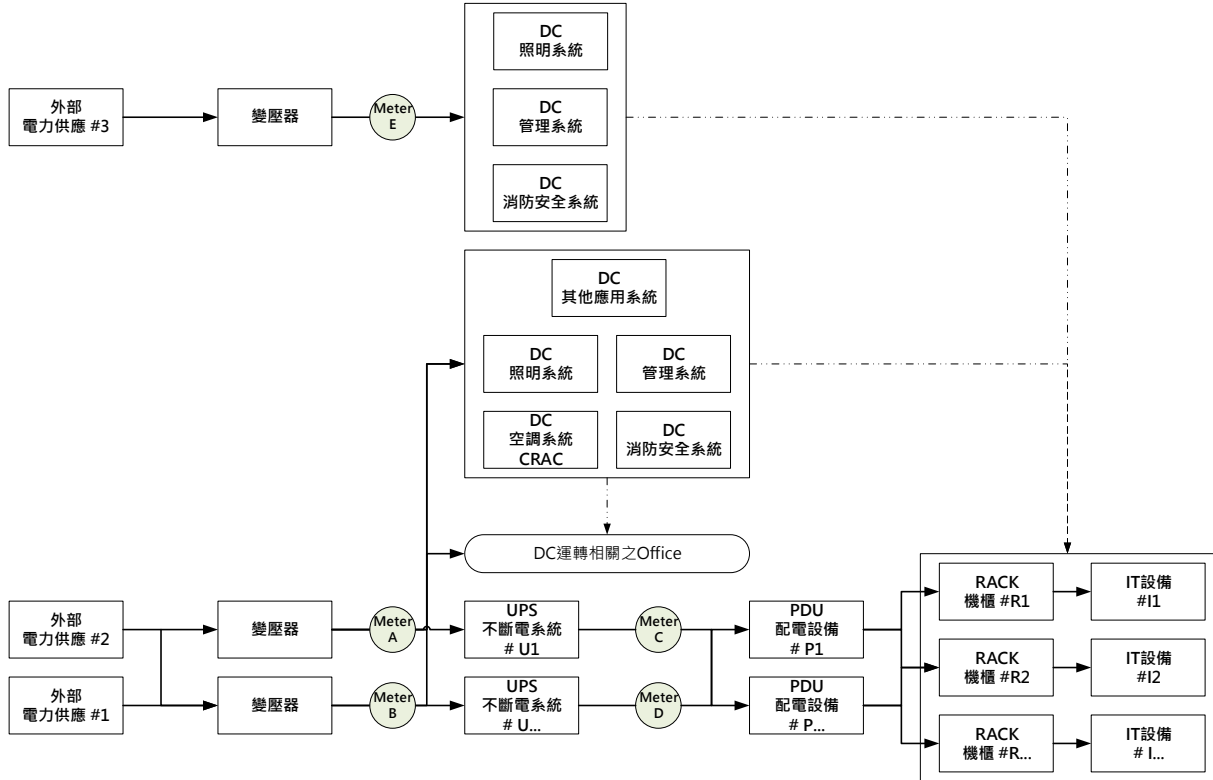 DC
照明系統
外部
電力供應 #3
變壓器
Meter
E
DC
管理系統
DC
消防安全系統
DC
其他應用系統
DC
照明系統
DC
管理系統
DC
空調系統
CRAC
DC
消防安全系統
DC運轉相關之Office
外部
電力供應 #2
變壓器
Meter
A
UPS
不斷電系統
# U1
Meter
C
PDU
配電設備
# P1
RACK
機櫃 #R1
IT設備
#I1
外部
電力供應 #1
變壓器
Meter
B
UPS
不斷電系統
# U...
Meter
D
PDU
配電設備
# P...
RACK
機櫃 #R2
IT設備
#I2
RACK
機櫃 #R...
IT設備
# I...